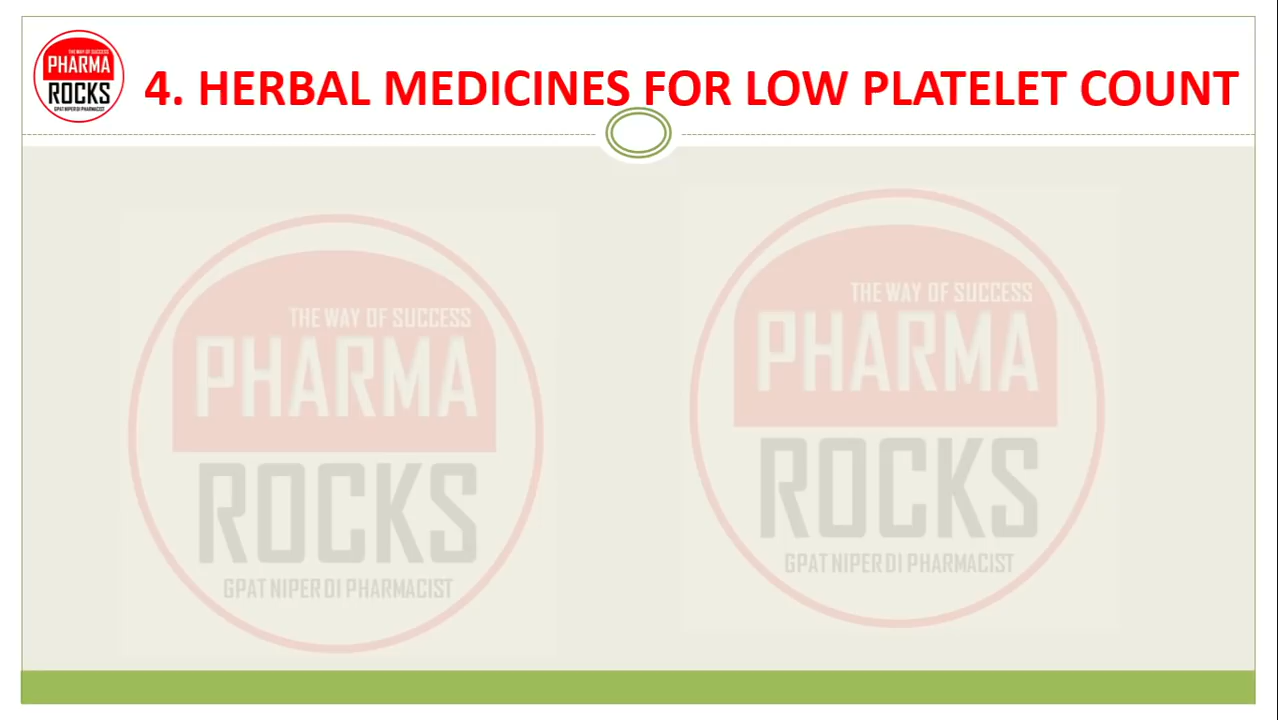 THE WAY OF SUCCESS
PHARMA
ROCKS
GPAT NIPER DI PHARMACIST
4. HERBAL MEDICINES FOR LOW PLATELET COUNT
THE WAY OF SUCCESS
PHARMA
ROCKS
GPAT NIPER DI PHARMACIST
THE WAY OF SUCCESS
PHARMA
ROCKS
GPAT NIPER DI PHARMACIST